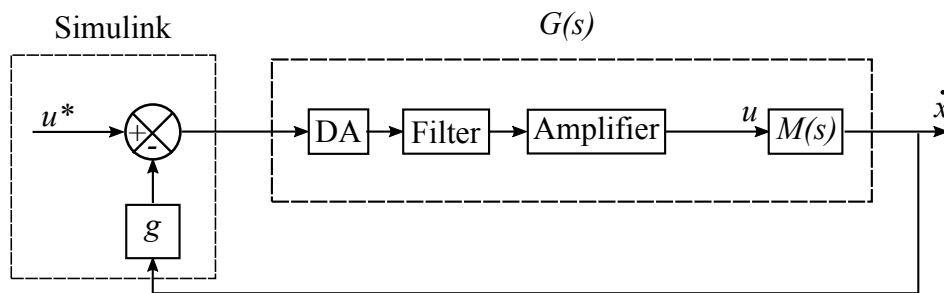 Simulink
G(s)
u*
+
-
DA
Filter
Amplifier
u
M(s)
ẋ
g